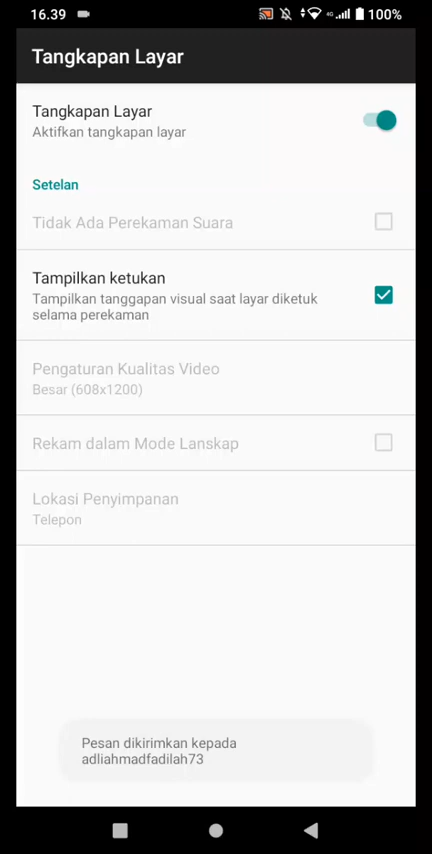 16.39
4G
100%
Tangkapan Layar
Tangkapan Layar
Aktifkan tangkapan layar
Setelan
Tidak Ada Perekaman Suara
Tampilkan ketukan
Tampilkan tanggapan visual saat layar diketuk
selama perekaman
Pengaturan Kualitas Video
Besar (608x1200)
Rekam dalam Mode Lanskap
Lokasi Penyimpanan
Telepon
Pesan dikirimkan kepada
adliahmadfadilah73